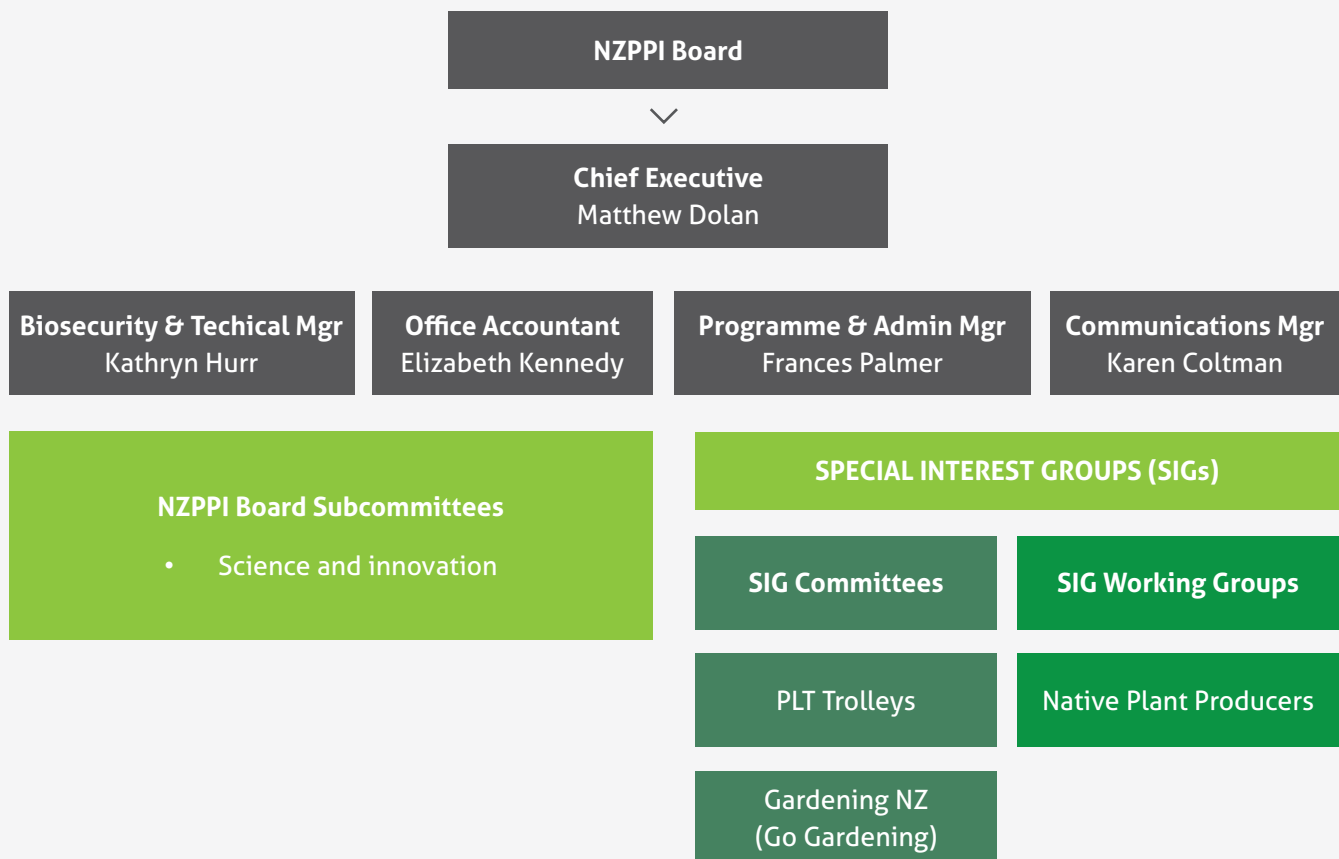 NZPPI Board
Chief Executive
Matthew Dolan
Biosecurity & Techical Mgr
Kathryn Hurr
Office Accountant
Elizabeth Kennedy
Programme & Admin Mgr
Frances Palmer
Communications Mgr
Karen Coltman
NZPPI Board Subcommittees
• Science and innovation
SPECIAL INTEREST GROUPS (SIGs)
SIG Committees
SIG Working Groups
PLT Trolleys
Native Plant Producers
Gardening NZ
(Go Gardening)